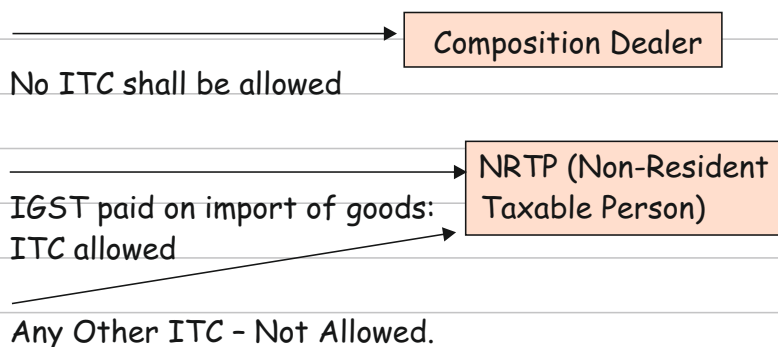 Composition Dealer
No ITC shall be allowed
NRTP (Non-Resident
Taxable Person)
IGST paid on import of goods:
ITC allowed
Any Other ITC – Not Allowed.